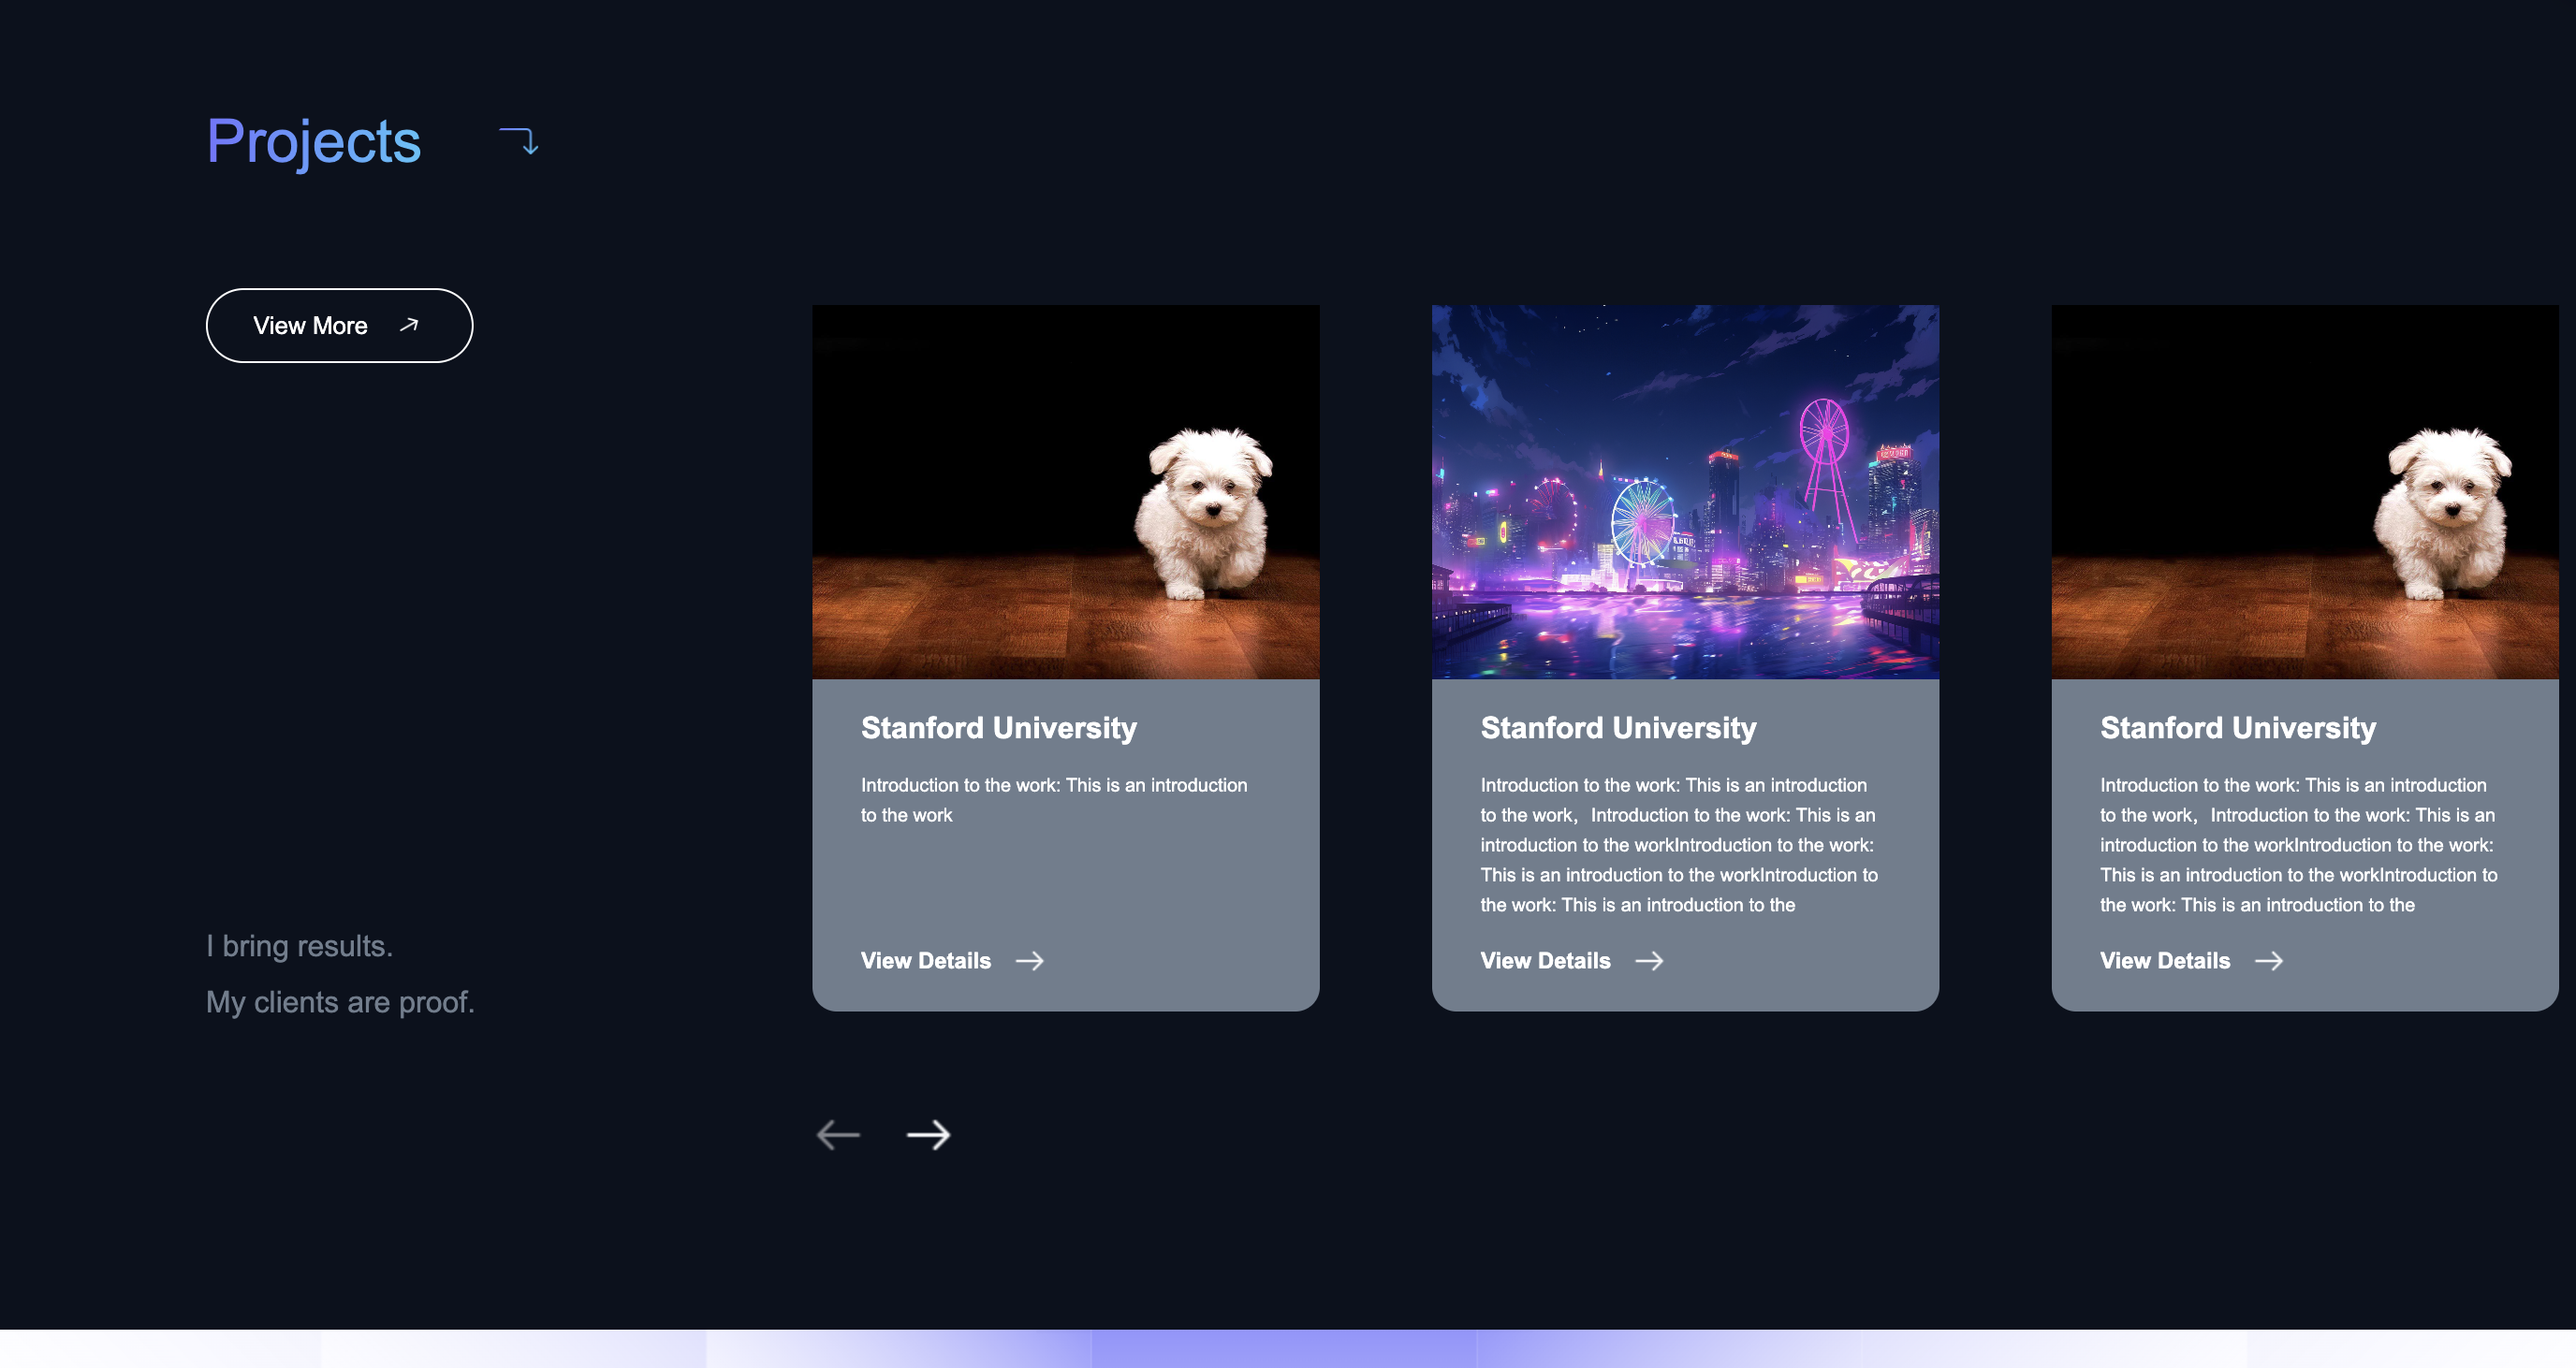 Projects
View More
Stanford University
Introduction to the work: This is an introduction
to the work
View Details
Stanford University
Introduction to the work: This is an introduction
to the work，Introduction to the work: This is an
introduction to the workIntroduction to the work:
This is an introduction to the workIntroduction to
the work: This is an introduction to the
View Details
Stanford University
Introduction to the work: This is an introduction
to the work，Introduction to the work: This is an
introduction to the workIntroduction to the work:
This is an introduction to the workIntroduction to
the work: This is an introduction to the
View Details
I bring results.
My clients are proof.